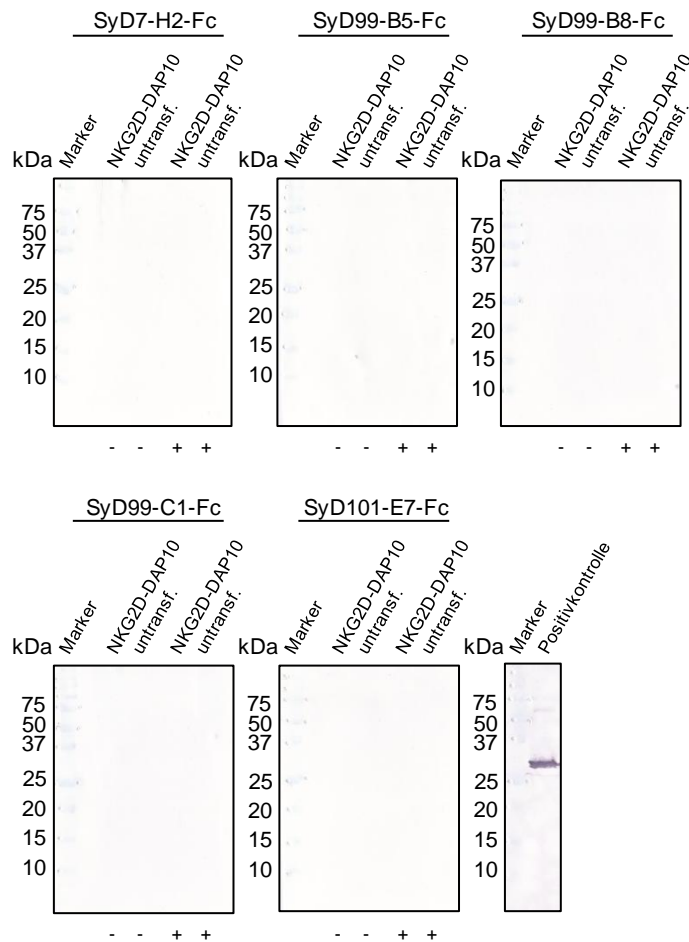 SyD7-H2-Fc SyD99-B5-Fc SyD99-B8-Fc
kDa Marker NKG2D-DAP10 untransf. NKG2D-DAP10 untransf. kDa Marker NKG2D-DAP10 untransf. NKG2D-DAP10 untransf. kDa Marker NKG2D-DAP10 untransf. NKG2D-DAP10 untransf.
75 75 75
50 50 50
37 37 37
25 25 25
20 20 20
15 15 15
10 10 10
- - + + - - + + - - + +
SyD99-C1-Fc SyD101-E7-Fc
kDa Marker NKG2D-DAP10 untransf. NKG2D-DAP10 untransf. kDa Marker NKG2D-DAP10 untransf. NKG2D-DAP10 untransf. kDa Marker Positivkontrolle
75 75 75
50 50 50
37 37 37
25 25 25
20 20 20
15 15 15
10 10 10
- - + + - - + +